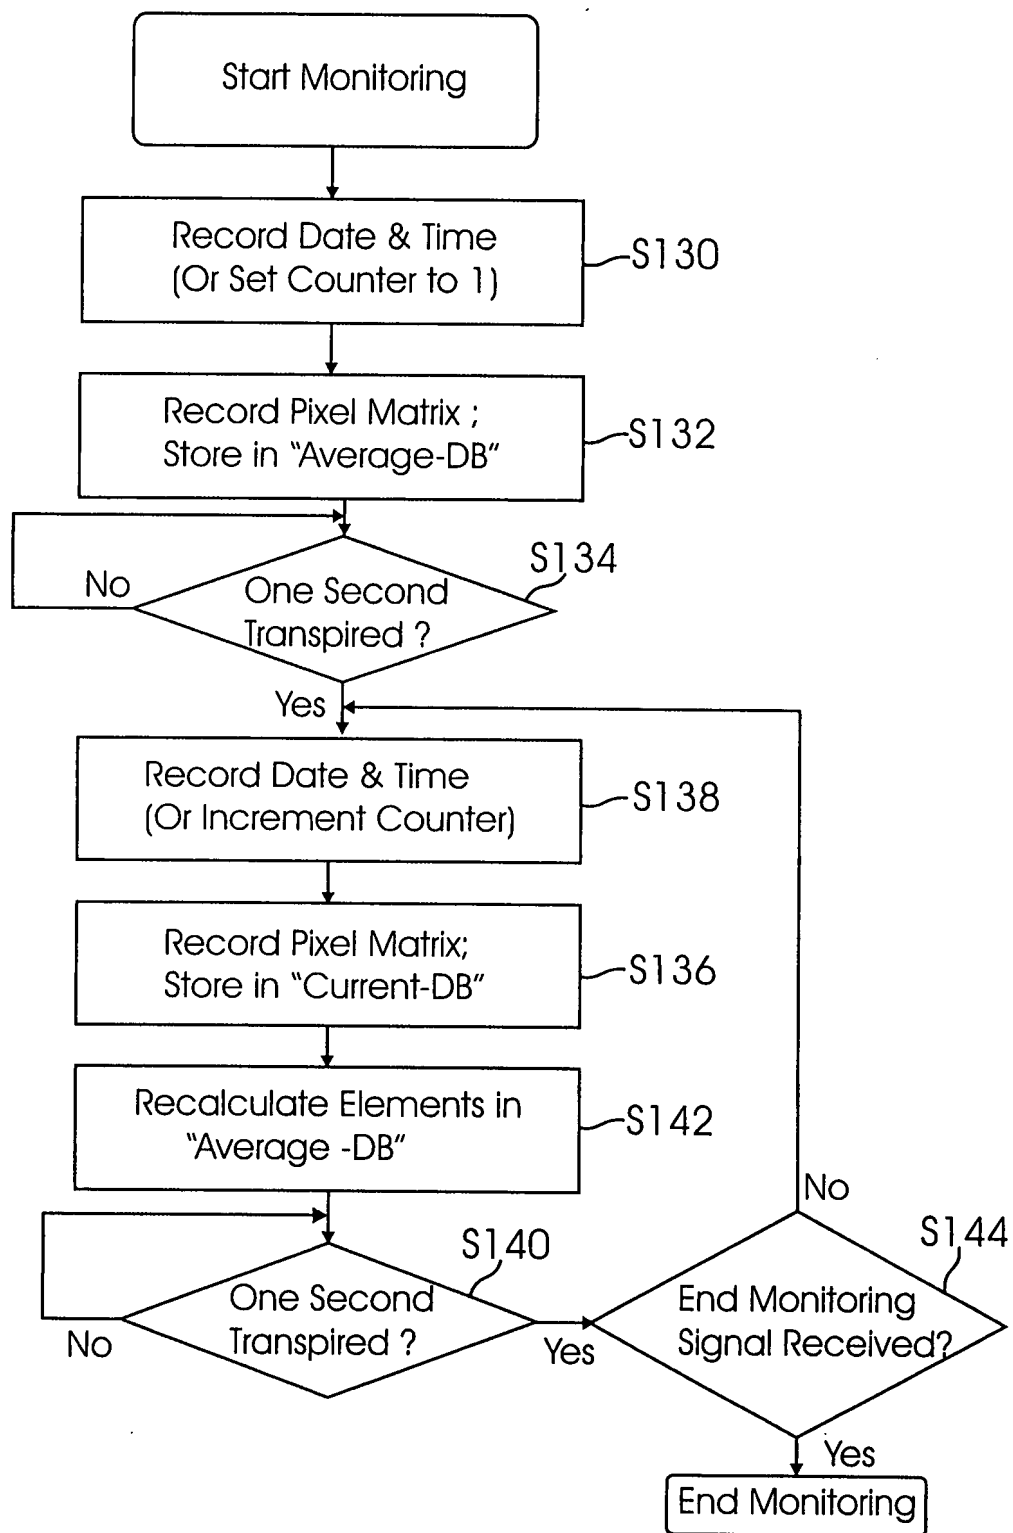 Start Monitoring
Record Date & Time
(Or Set Counter to 1)
S130
Record Pixel Matrix ;
Store in "Average-DB"
S132
S134
One Second
Transpired ?
No
Yes
Record Date & Time
(Or Increment Counter)
S138
Record Pixel Matrix;
Store in "Current-DB"
S136
Recalculate Elements in
"Average -DB"
S142
S140
One Second
Transpired ?
No
Yes
No
S144
End Monitoring
Signal Received?
Yes
End Monitoring